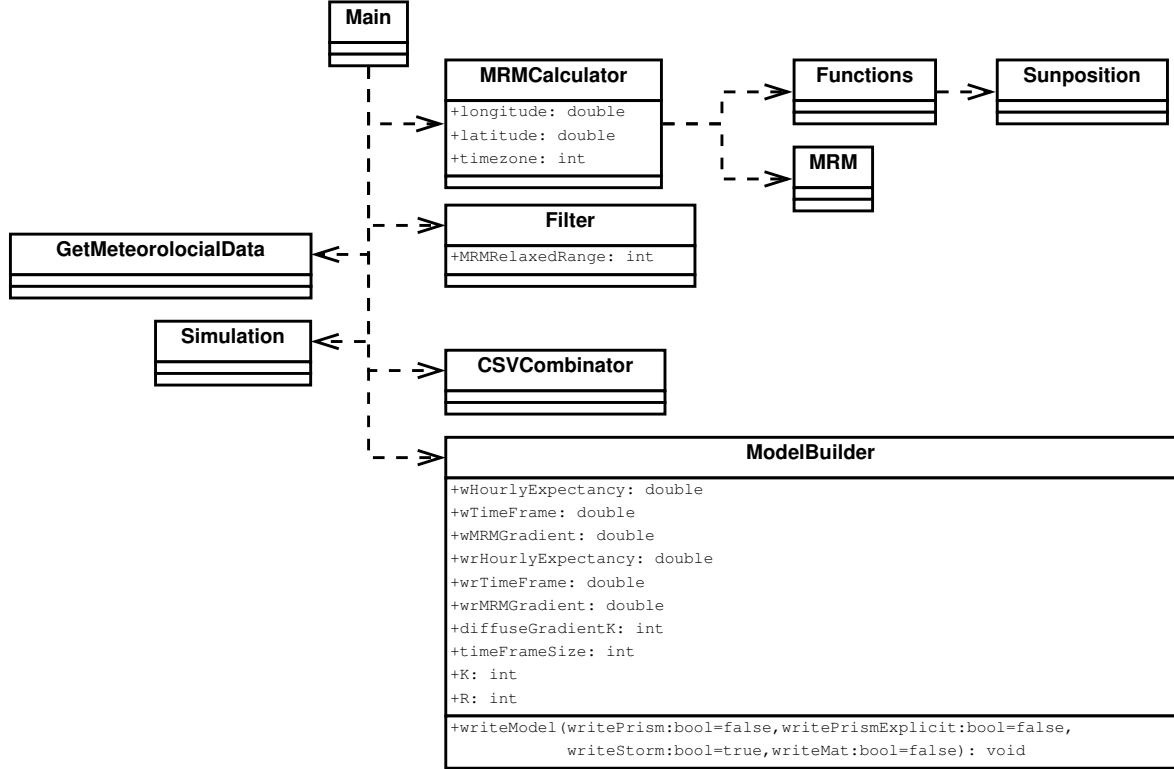 Main
MRMCalculator
+longitude: double
+latitude: double
+timezone: int
Functions
Sunposition
MRM
Filter
+MRMRelaxedRange: int
GetMeteorolocialData
Simulation
CSVCombinator
ModelBuilder
+wHourlyExpectancy: double
+wTimeFrame: double
+wMRMGradient: double
+wrHourlyExpectancy: double
+wrTimeFrame: double
+wrMRMGradient: double
+diffuseGradientK: int
+timeFrameSize: int
+K: int
+R: int
+writeModel(writePrism:bool=false,writePrismExplicit:bool=false,
writeStorm:bool=true,writeMat:bool=false): void